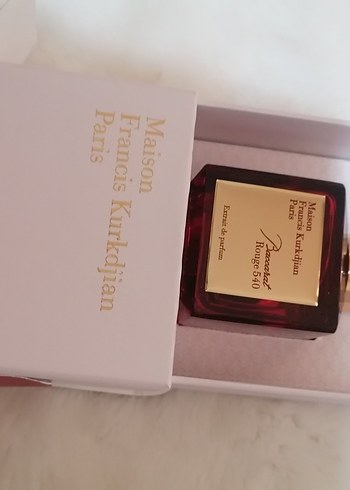 Maison
Francis Kurkdjian
Paris
Maison
Francis Kurkdjian
Paris
Baccarat
Rouge 540
Extrait de parfum